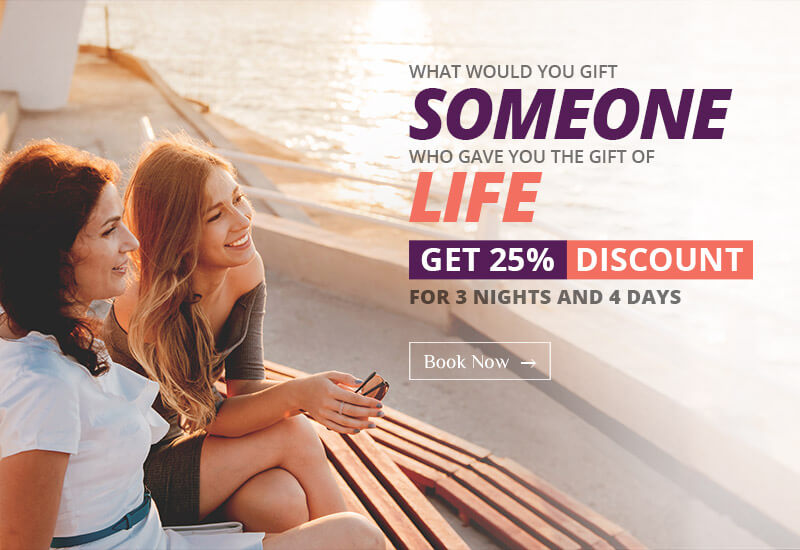 WHAT WOULD YOU GIFT
SOMEONE
WHO GAVE YOU THE GIFT OF
LIFE
GET 25% DISCOUNT
FOR 3 NIGHTS AND 4 DAYS
Book Now →